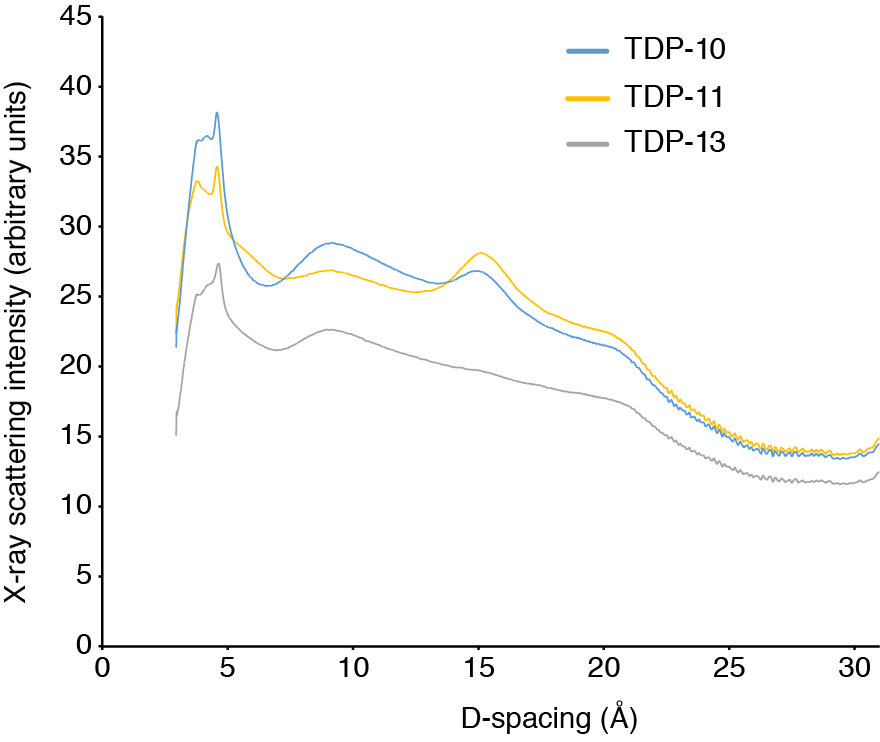 X-ray scattering intensity (arbitrary units)
45
40
35
30
25
20
15
10
5
0
TDP-10
TDP-11
TDP-13
0 5 10 15 20 25 30
D-spacing (Å)